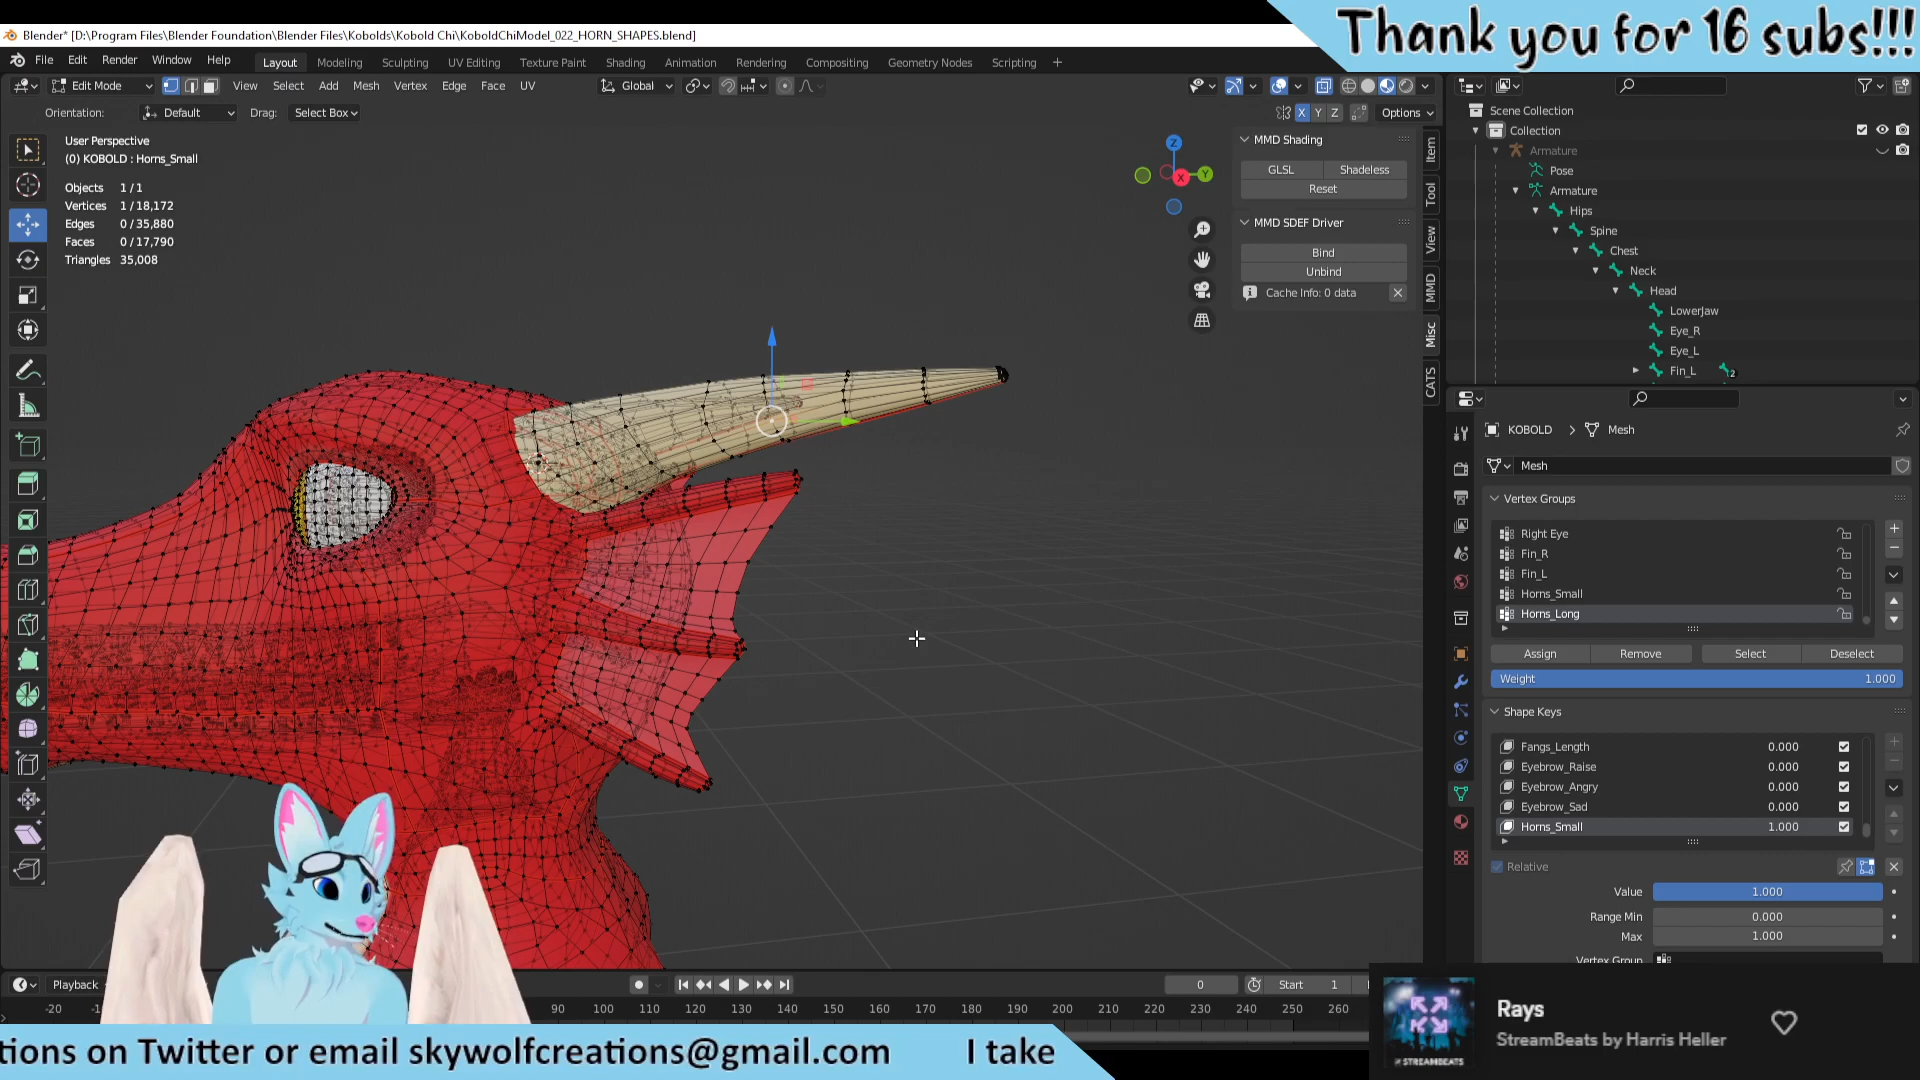 Thank you for 16 subs!!!
Blender* [D:\Program Files\Blender Foundation\Blender Files\Kobolds\Kobold Chi\KoboldChiModel_022_HORN_SHAPES.blend]
File Edit Render Window Help Layout Modeling Sculpting UV Editing Texture Paint Shading Animation Rendering Compositing Geometry Nodes Scripting +
Edit Mode View Select Add Mesh Vertex Edge Face UV Global
Orientation: Default Drag: Select Box X Y Z Options
User Perspective
(0) KOBOLD : Horns_Small
Objects 1/1
Vertices 1/18,172
Edges 0/35,880
Faces 0/17,790
Triangles 35,008
Z
X
Y
MMD Shading
GLSL Shadeless
Reset
MMD SDEF Driver
Bind
Unbind
Cache Info: 0 data
Item
Tool
View
MMD
Misc
CATS
Scene Collection
Collection
Armature
Pose
Armature
Hips
Spine
Chest
Neck
Head
LowerJaw
Eye_R
Eye_L
Fin_L 2
KOBOLD > Mesh
Mesh
Vertex Groups
Right Eye
Fin_R
Fin_L
Horns_Small
Horns_Long
Assign Remove Select Deselect
Weight 1.000
Shape Keys
Fangs_Length 0.000
Eyebrow_Raise 0.000
Eyebrow_Angry 0.000
Eyebrow_Sad 0.000
Horns_Small 1.000
Relative
Value 1.000
Range Min 0.000
Max 1.000
Vertex Group
Playback 0 Start 1
-20 90 100 110 120 130 140 150 160 170 180 190 200 210 220 230 240 250 260
tions on Twitter or email skywolfcreations@gmail.com I take
Rays
StreamBeats by Harris Heller
STREAMBEATS